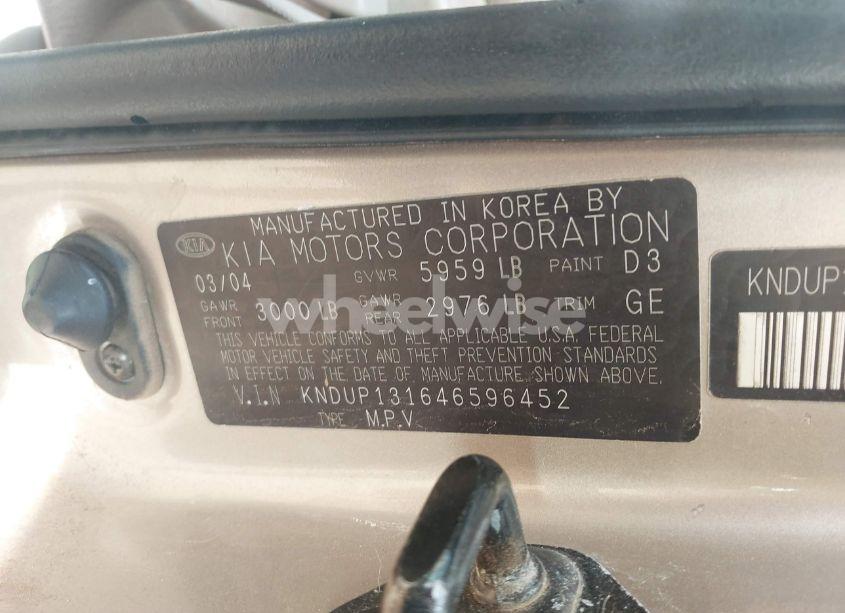 MANUFACTURED IN KOREA BY
KIA KIA MOTORS CORPORATION
03/04 GVWR 5959 LB PAINT D3
GAWR FRONT 3000 LB GAWR REAR 2976 LB TRIM GE
THIS VEHICLE CONFORMS TO ALL APPLICABLE U.S.A. FEDERAL
MOTOR VEHICLE SAFETY AND THEFT PREVENTION STANDARDS
IN EFFECT ON THE DATE OF MANUFACTURE SHOWN ABOVE.
V.I.N KNDUP131646596452
TYPE M.P.V
KNDUP
wheelwise